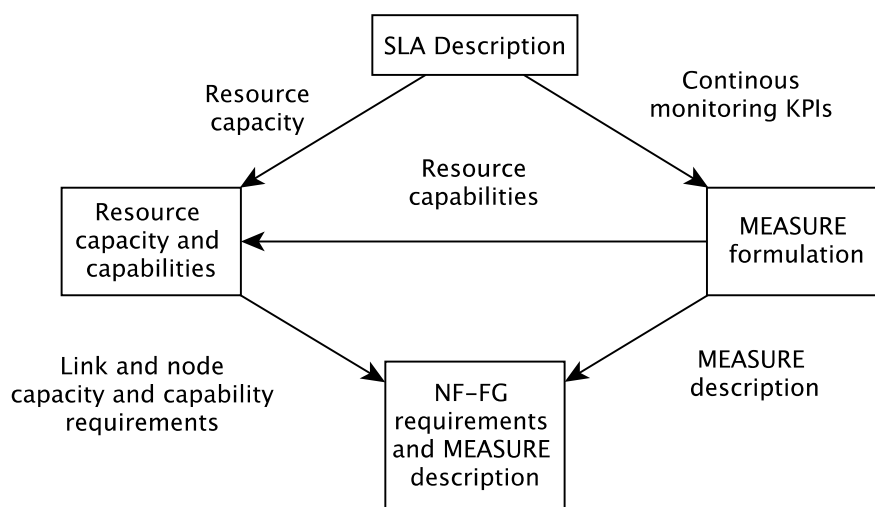 SLA Description
Resource
capacity
Continous
monitoring KPIs
Resource
capabilities
Resource
capacity and
capabilities
MEASURE
formulation
Link and node
capacity and capability
requirements
MEASURE
description
NF-FG
requirements
and MEASURE
description